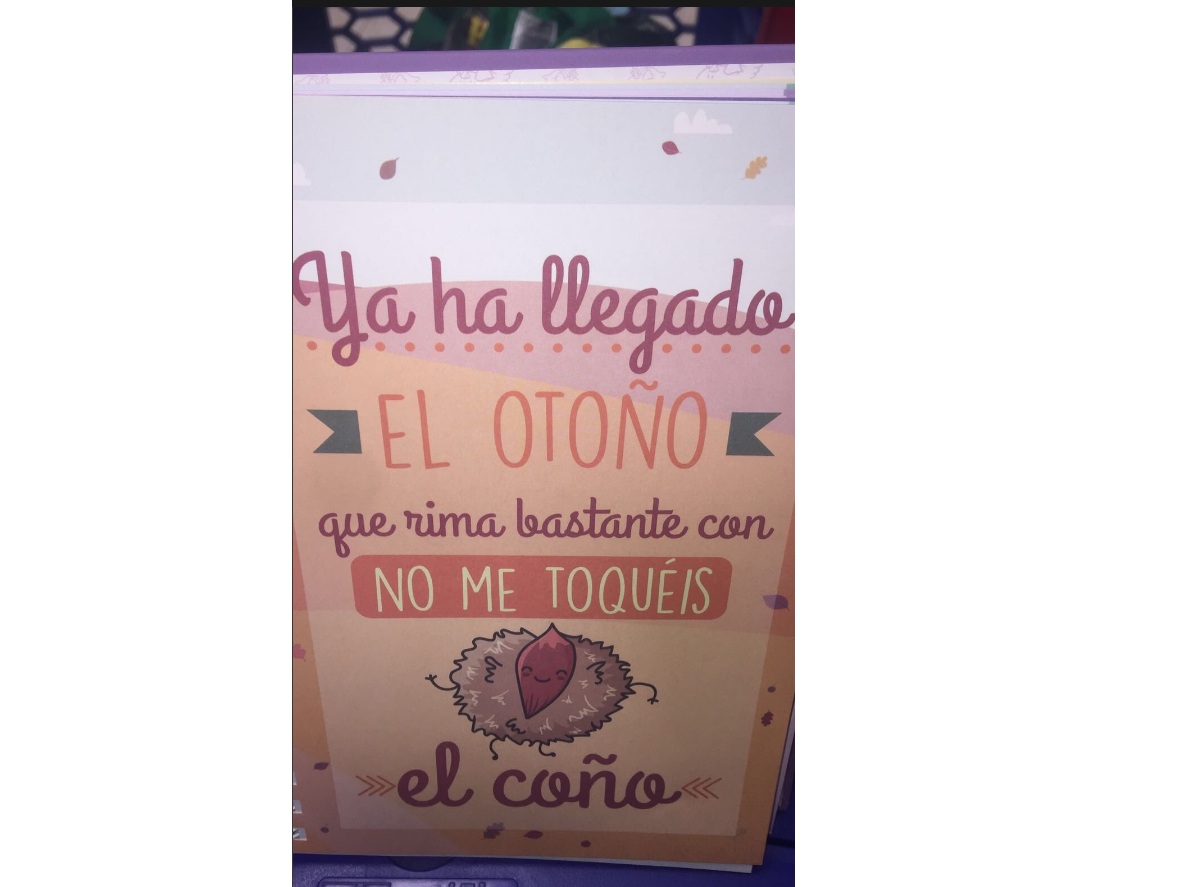 Ya ha llegado
EL OTOÑO
que rima bastante con
NO ME TOQUÉIS
el coño